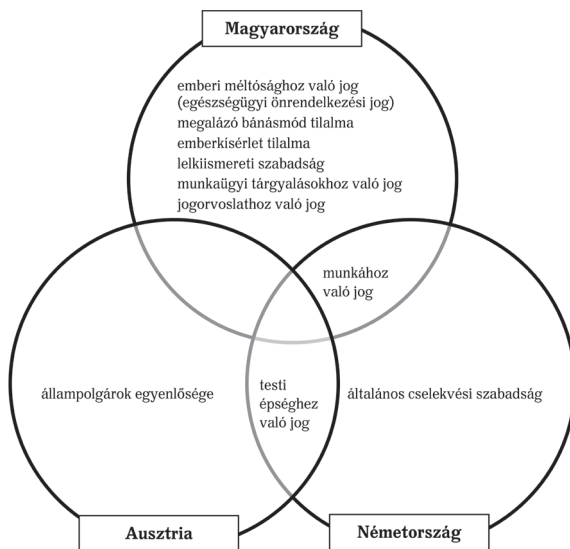 Magyarország
emberi méltósághoz való jog
(egészségügyi önrendelkezési jog)
megalázó bánásmód tilalma
emberkísérlet tilalma
lelkiismereti szabadság
munkaügyi tárgyalásokhoz való jog
jogorvoslathoz való jog
munkához
való jog
állampolgárok egyenlősége
testi
épséghez
való jog
általános cselekvési szabadság
Ausztria
Németország